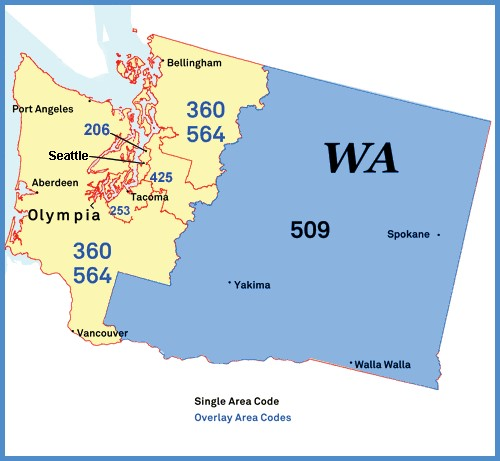 Bellingham
Port Angeles
360
564
206
WA
Seattle
425
Aberdeen
Tacoma
Olympia
253
509
Spokane
360
564
Yakima
Vancouver
Walla Walla
Single Area Code
Overlay Area Codes